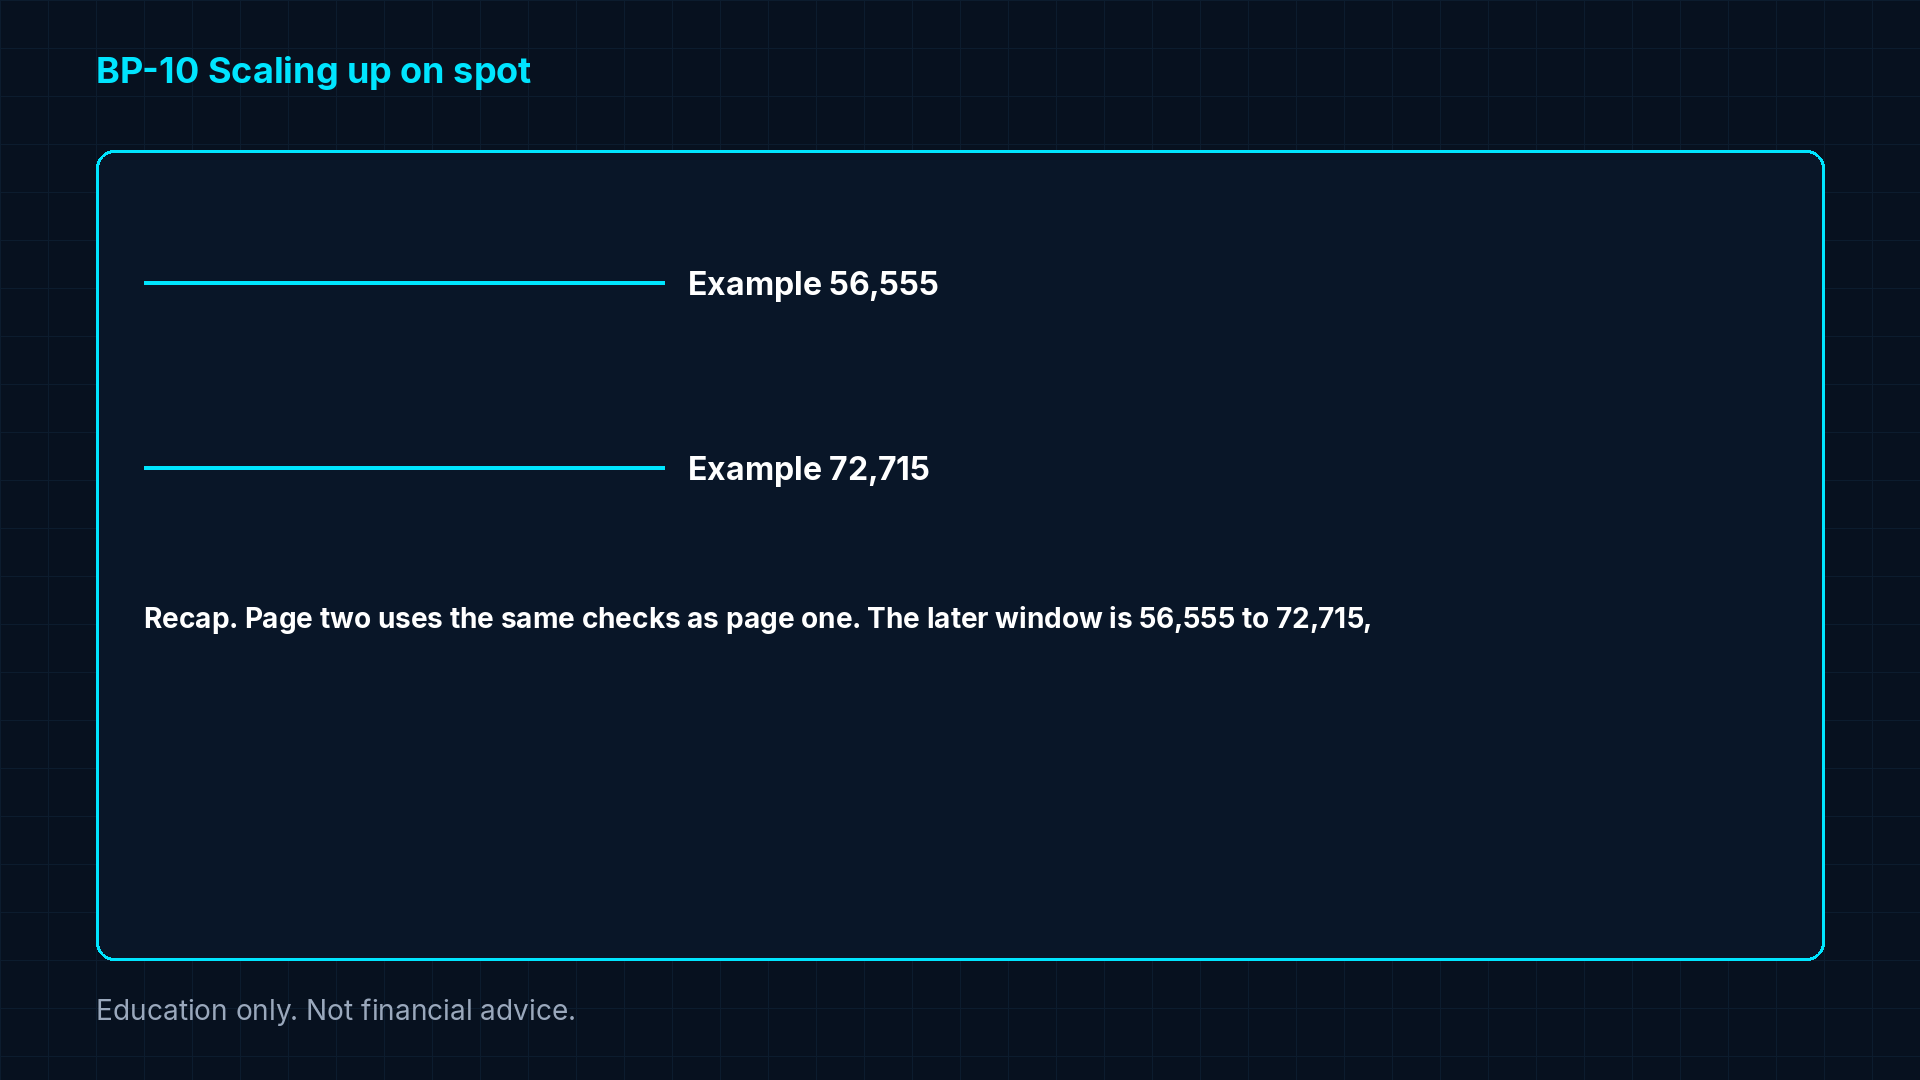 BP-10 Scaling up on spot
Example 56,555
Example 72,715
Recap. Page two uses the same checks as page one. The later window is 56,555 to 72,715,
Education only. Not financial advice.